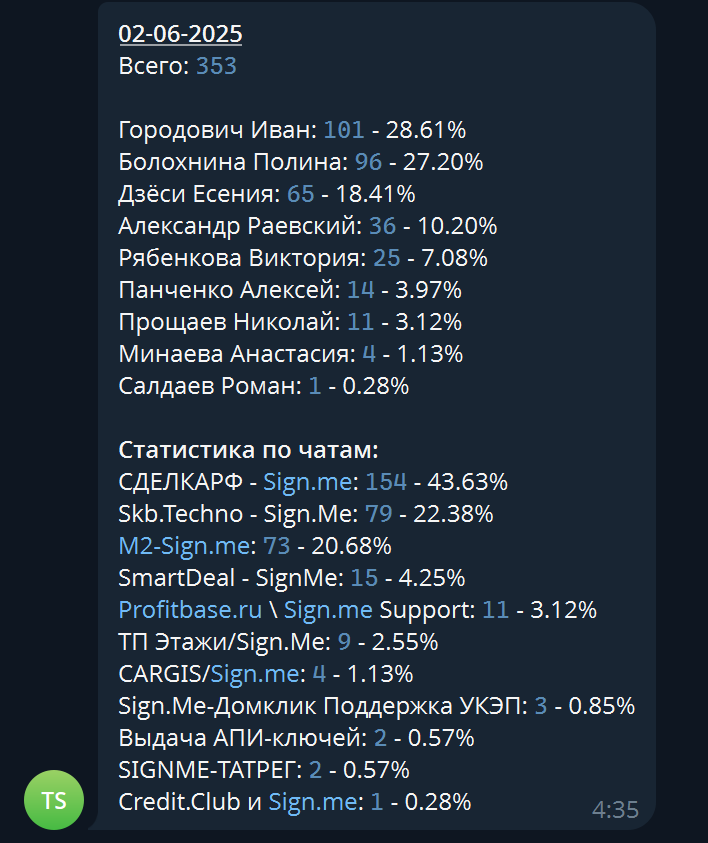 02-06-2025
Всего: 353
Городович Иван: 101 - 28.61%
Болохнина Полина: 96 - 27.20%
Дзёси Есения: 65 - 18.41%
Александр Раевский: 36 - 10.20%
Рябенкова Виктория: 25 - 7.08%
Панченко Алексей: 14 - 3.97%
Прощаев Николай: 11 - 3.12%
Минаева Анастасия: 4 - 1.13%
Салдаев Роман: 1 - 0.28%
Статистика по чатам:
СДЕЛКАРФ - Sign.me: 154 - 43.63%
Skb.Techno - Sign.Me: 79 - 22.38%
M2-Sign.me: 73 - 20.68%
SmartDeal - SignMe: 15 - 4.25%
Profitbase.ru \ Sign.me Support: 11 - 3.12%
ТП Этажи/Sign.Me: 9 - 2.55%
CARGIS/Sign.me: 4 - 1.13%
Sign.Me-Домклик Поддержка УКЭП: 3 - 0.85%
Выдача АПИ-ключей: 2 - 0.57%
SIGNME-ТАТРЕГ: 2 - 0.57%
Credit.Club и Sign.me: 1 - 0.28%
4:35
TS